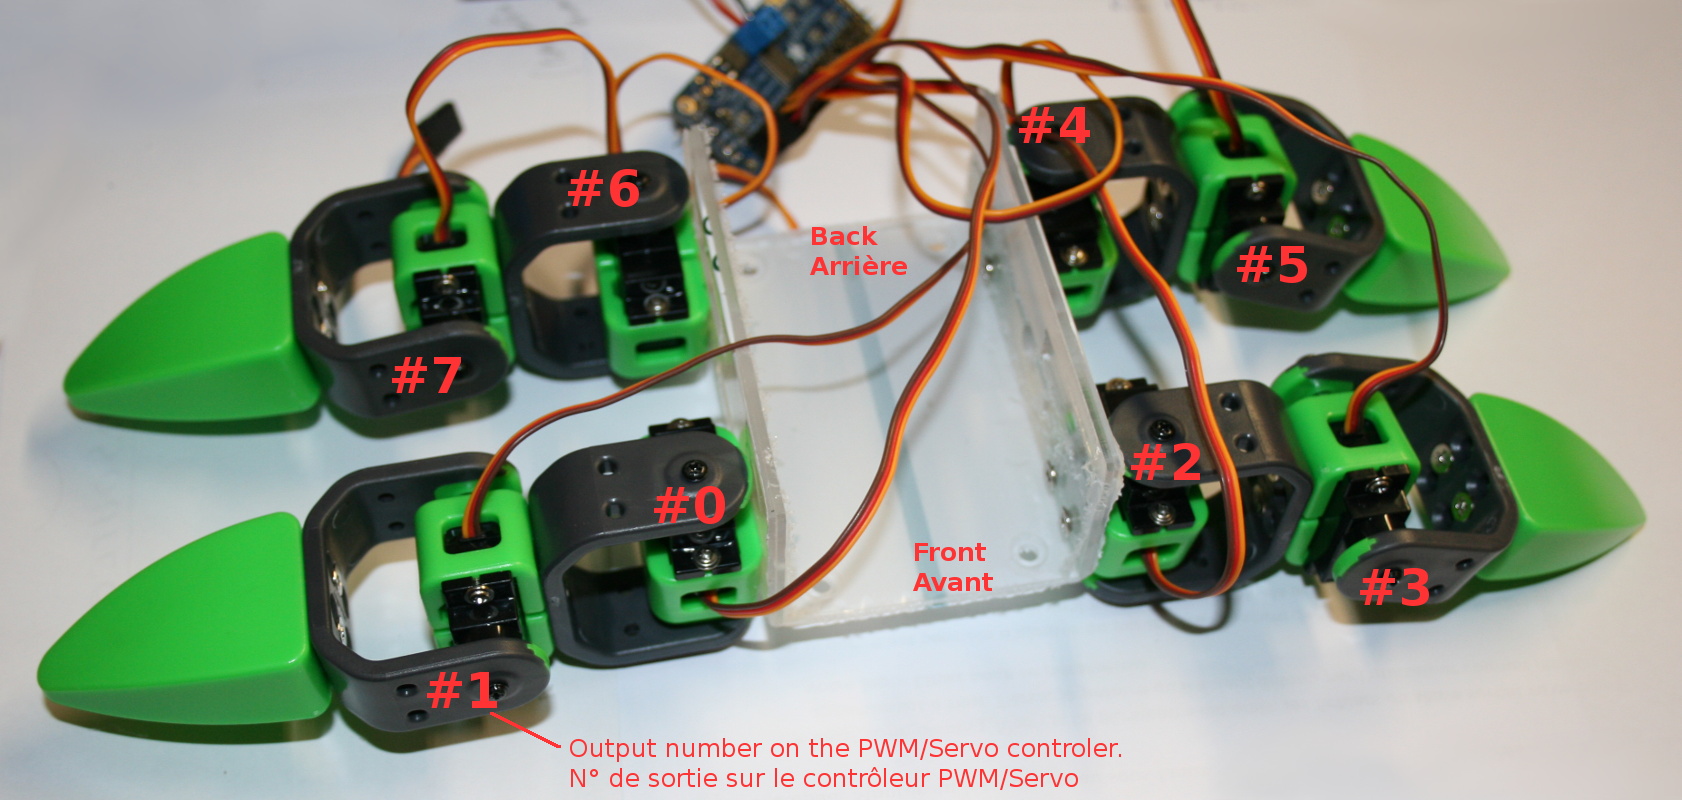 #4
#6
Back
Arrière
#5
#7
#2
#0
Front
Avant
#3
#1
Output number on the PWM/Servo controler.
N° de sortie sur le contrôleur PWM/Servo